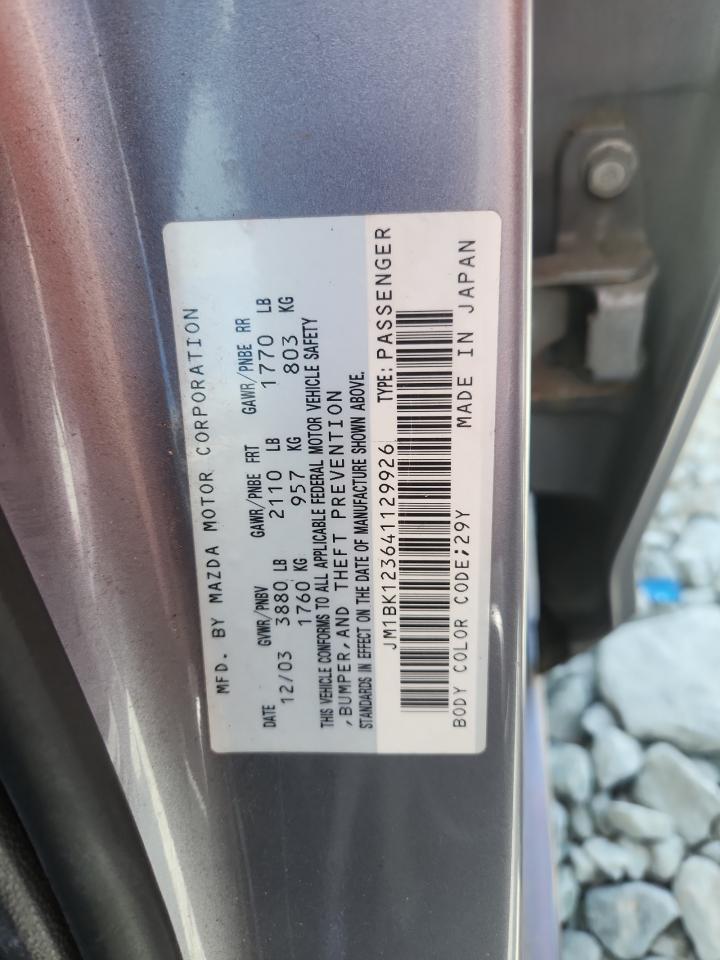 MFD. BY MAZDA MOTOR CORPORATION
DATE GVWR/PNBV GAWR/PNBE FRT GAWR/PNBE RR
12/03 3880 LB 2110 LB 1770 LB
1760 KG 957 KG 803 KG
THIS VEHICLE CONFORMS TO ALL APPLICABLE FEDERAL MOTOR VEHICLE SAFETY
,BUMPER,AND THEFT PREVENTION
STANDARDS IN EFFECT ON THE DATE OF MANUFACTURE SHOWN ABOVE.
JM1BK123641129926 TYPE:PASSENGER
BODY COLOR CODE;29Y MADE IN JAPAN